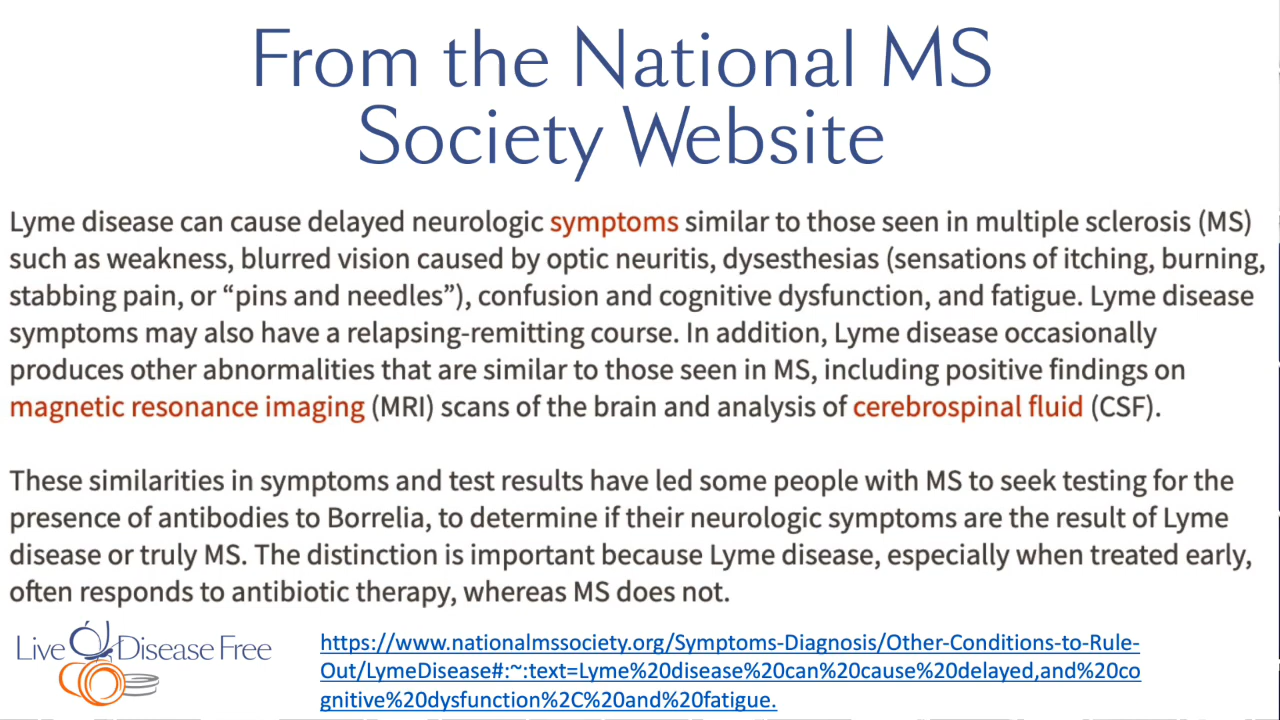 From the National MS
Society Website
Lyme disease can cause delayed neurologic symptoms similar to those seen in multiple sclerosis (MS)
such as weakness, blurred vision caused by optic neuritis, dysesthesias (sensations of itching, burning,
stabbing pain, or “pins and needles”), confusion and cognitive dysfunction, and fatigue. Lyme disease
symptoms may also have a relapsing-remitting course. In addition, Lyme disease occasionally
produces other abnormalities that are similar to those seen in MS, including positive findings on
magnetic resonance imaging (MRI) scans of the brain and analysis of cerebrospinal fluid (CSF).
These similarities in symptoms and test results have led some people with MS to seek testing for the
presence of antibodies to Borrelia, to determine if their neurologic symptoms are the result of Lyme
disease or truly MS. The distinction is important because Lyme disease, especially when treated early,
often responds to antibiotic therapy, whereas MS does not.
Live Disease Free
https://www.nationalmssociety.org/Symptoms-Diagnosis/Other-Conditions-to-Rule-
Out/LymeDisease#:~:text=Lyme%20disease%20can%20cause%20delayed,and%20co
gnitive%20dysfunction%2C%20and%20fatigue.